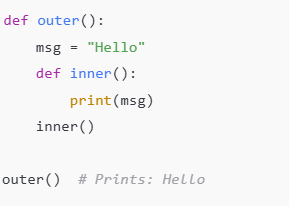 def outer():
    msg = "Hello"
    def inner():
        print(msg)
    inner()

outer()  # Prints: Hello